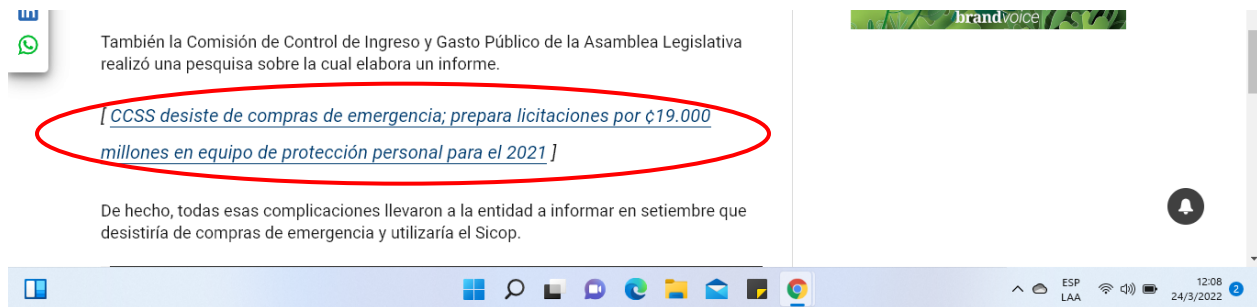 brandvoice
También la Comisión de Control de Ingreso y Gasto Público de la Asamblea Legislativa
realizó una pesquisa sobre la cual elabora un informe.
[ CCSS desiste de compras de emergencia; prepara licitaciones por ₡19.000
millones en equipo de protección personal para el 2021 ]
De hecho, todas esas complicaciones llevaron a la entidad a informar en setiembre que
desistiría de compras de emergencia y utilizaría el Sicop.
ESP
LAA
12:08
24/3/2022
2